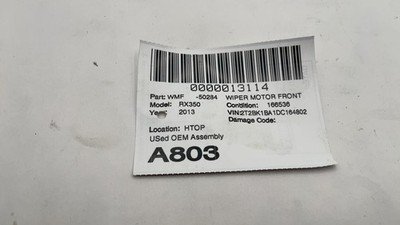 0000013114
Part: WMF -50284 WIPER MOTOR FRONT
Model: RX350 Condition: 166536
Year: 2013 VIN:2T2BK1BA1DC164802
Damage Code:
Location: HTOP
USed OEM Assembly
A803